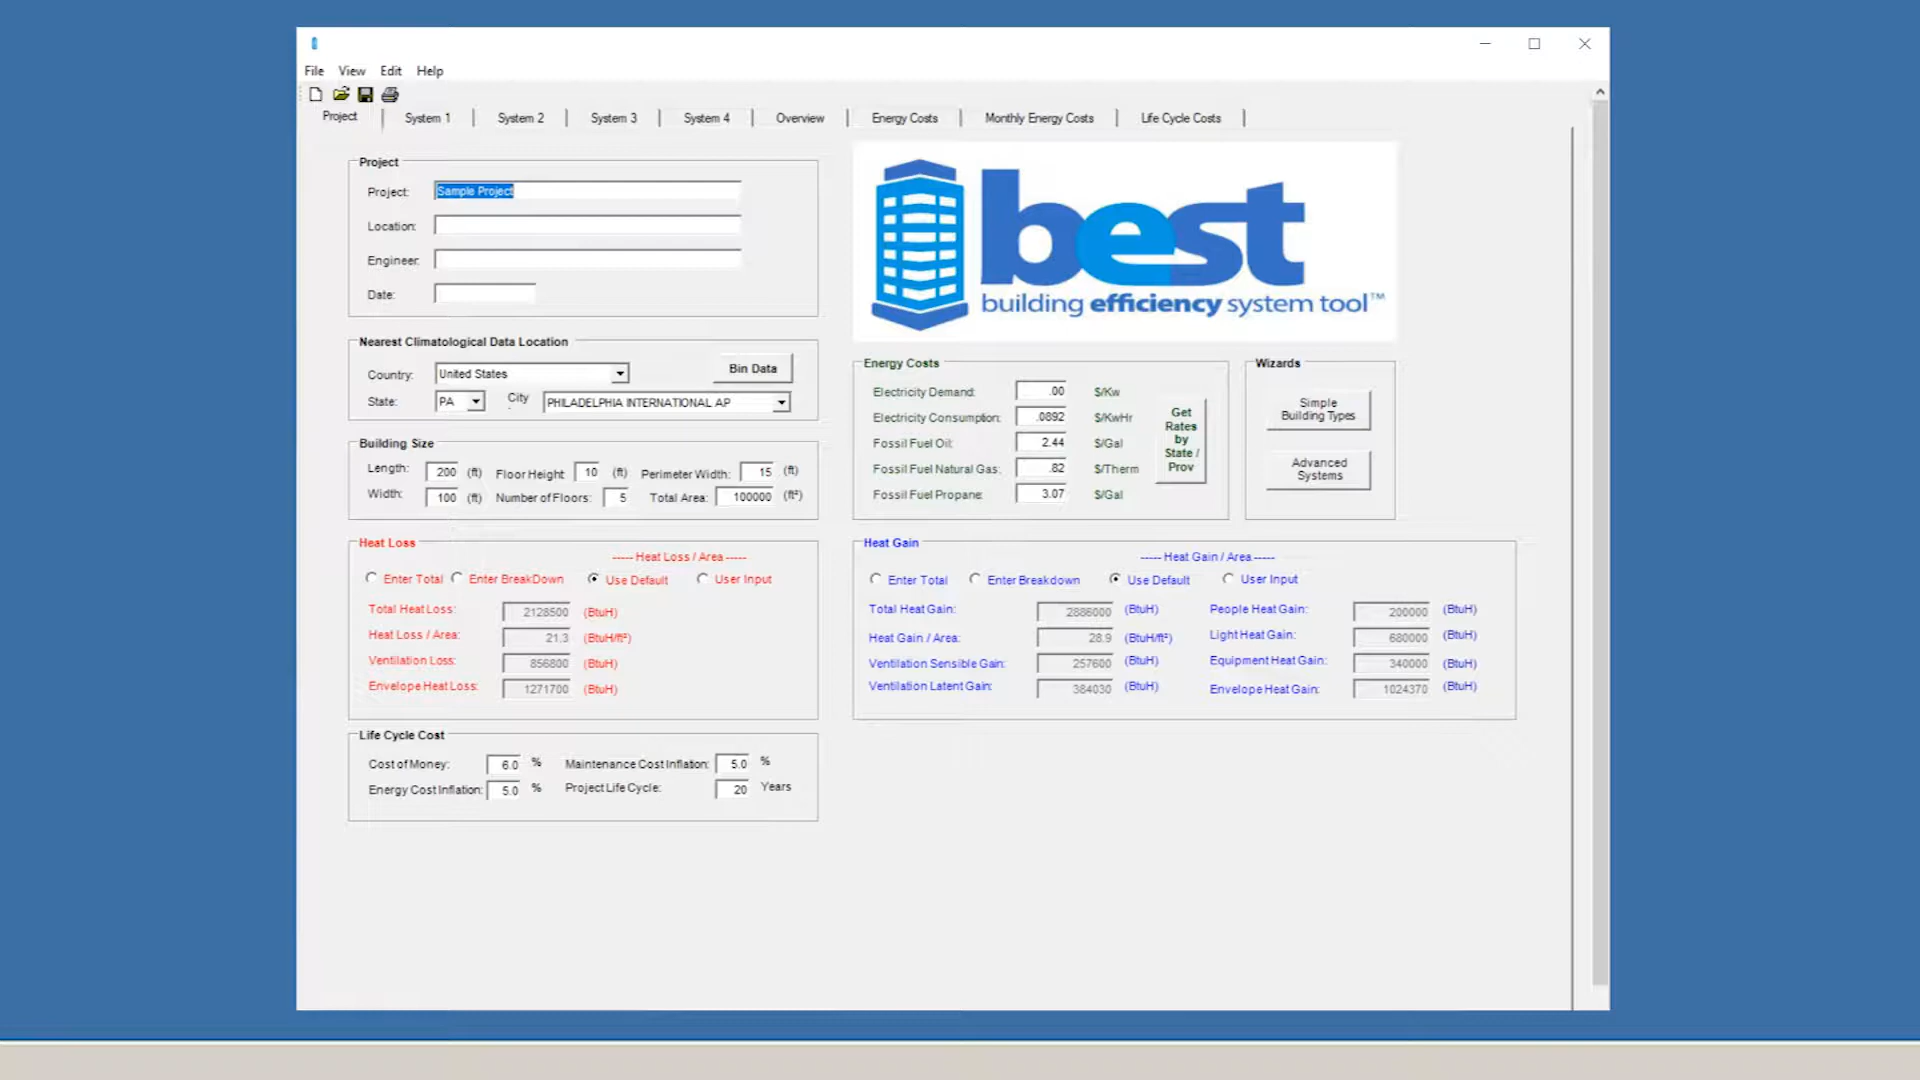 File View Edit Help
Project System 1 System 2 System 3 System 4 Overview Energy Costs Monthly Energy Costs Life Cycle Costs
Project
Project: Sample Project
Location:
Engineer:
Date:
best
building efficiency system tool™
Nearest Climatological Data Location
Country: United States Bin Data
State: PA City PHILADELPHIA INTERNATIONAL AP
Building Size
Length: 200 (ft) Floor Height 10 (ft) Perimeter Width: 15 (ft)
Width: 100 (ft) Number of Floors: 5 Total Area: 100000 (ft²)
Energy Costs
Electricity Demand: .00 $/Kw
Electricity Consumption: .0892 $/KwHr
Fossil Fuel Oil: 2.44 $/Gal
Fossil Fuel Natural Gas: .82 $/Therm
Fossil Fuel Propane: 3.07 $/Gal
Get
Rates
by
State /
Prov
Wizards
Simple
Building Types
Advanced
Systems
Heat Loss
----- Heat Loss / Area -----
Enter Total Enter BreakDown Use Default User Input
Total Heat Loss: 2128500 (BtuH)
Heat Loss / Area: 21.3 (BtuH/ft²)
Ventilation Loss: 856800 (BtuH)
Envelope Heat Loss: 1271700 (BtuH)
Heat Gain
----- Heat Gain / Area -----
Enter Total Enter Breakdown Use Default User Input
Total Heat Gain: 2886000 (BtuH) People Heat Gain: 200000 (BtuH)
Heat Gain / Area: 28.9 (BtuH/ft²) Light Heat Gain: 680000 (BtuH)
Ventilation Sensible Gain: 257600 (BtuH) Equipment Heat Gain: 340000 (BtuH)
Ventilation Latent Gain: 384030 (BtuH) Envelope Heat Gain: 1024370 (BtuH)
Life Cycle Cost
Cost of Money: 6.0 % Maintenance Cost Inflation: 5.0 %
Energy Cost Inflation: 5.0 % Project Life Cycle: 20 Years